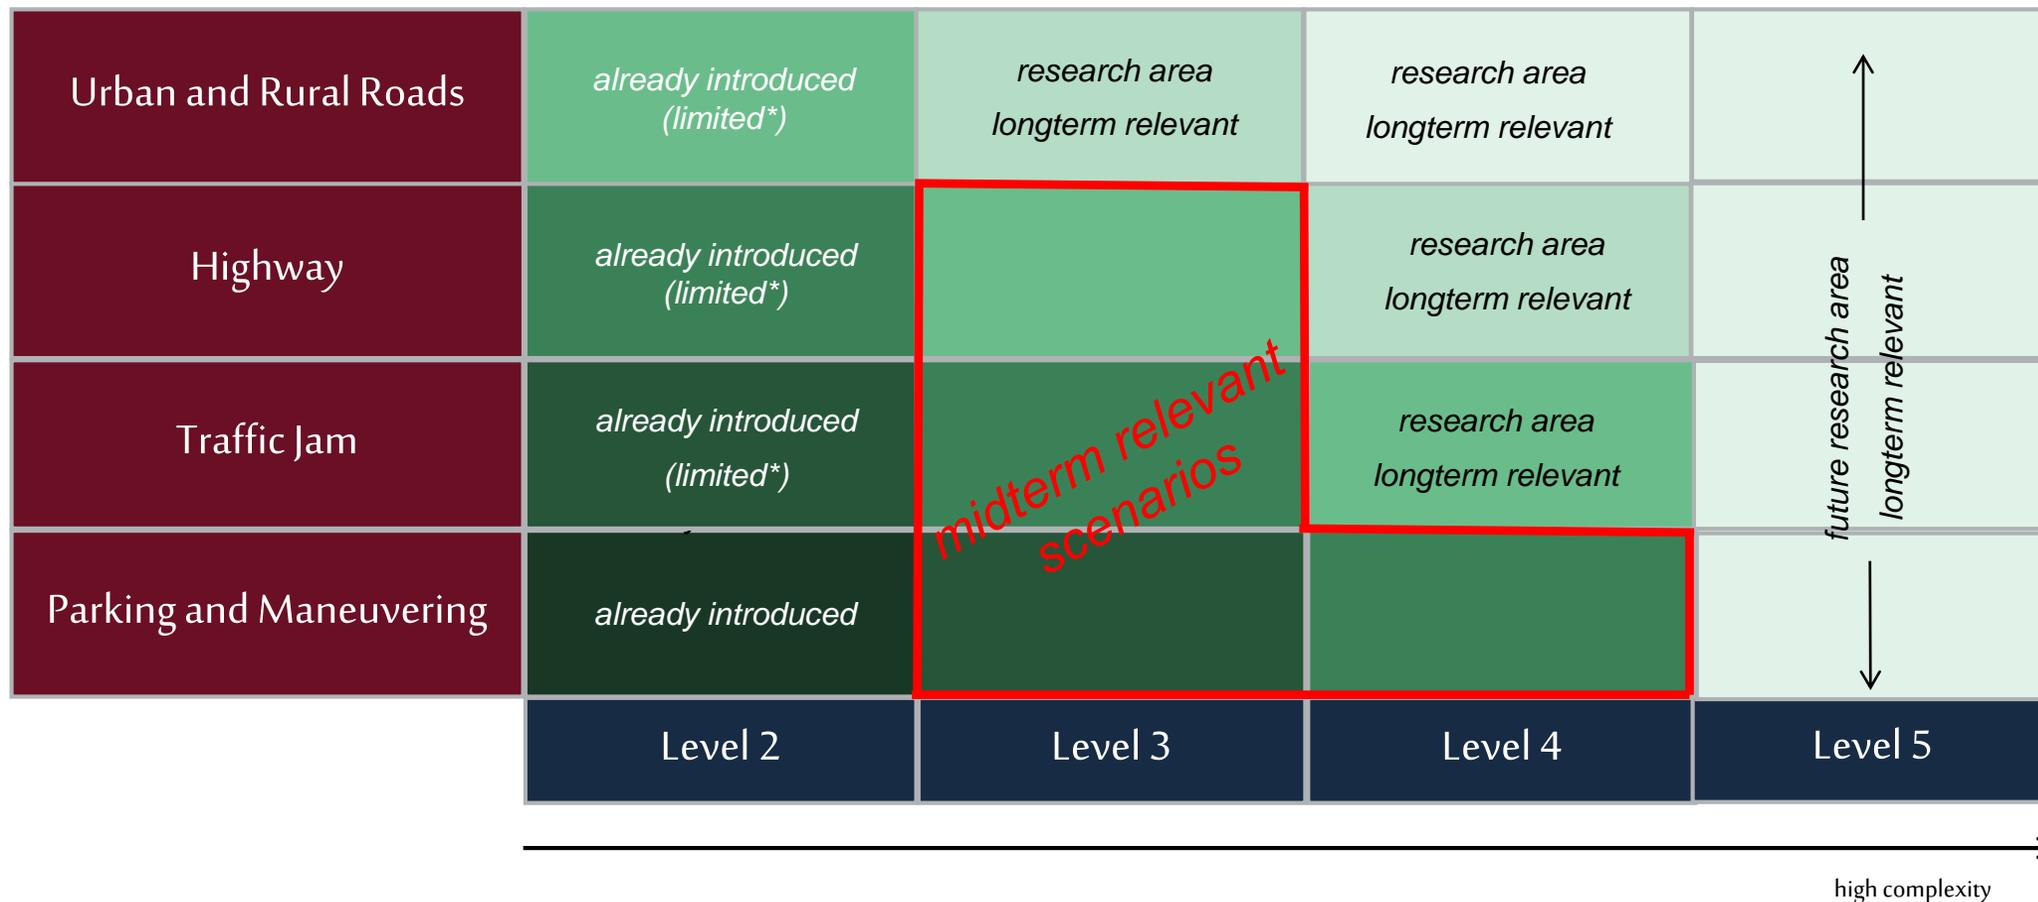 Urban and Rural Roads
already introduced
(limited*)
research area
longterm relevant
research area
longterm relevant
Highway
already introduced
(limited*)
research area
longterm relevant
Traffic Jam
already introduced
(limited*)
research area
longterm relevant
midterm relevant
scenarios
future research area
longterm relevant
Parking and Maneuvering
already introduced
Level 2
Level 3
Level 4
Level 5
high complexity